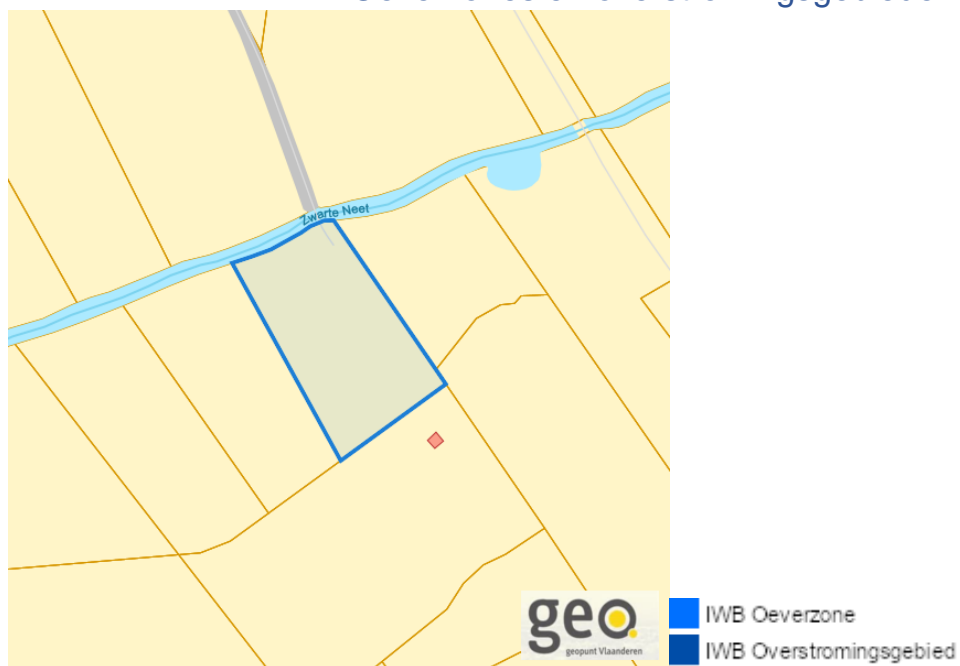 Zwarte Neet
geo
geopunt Vlaanderen
IWB Oeverzone
IWB Overstromingsgebied